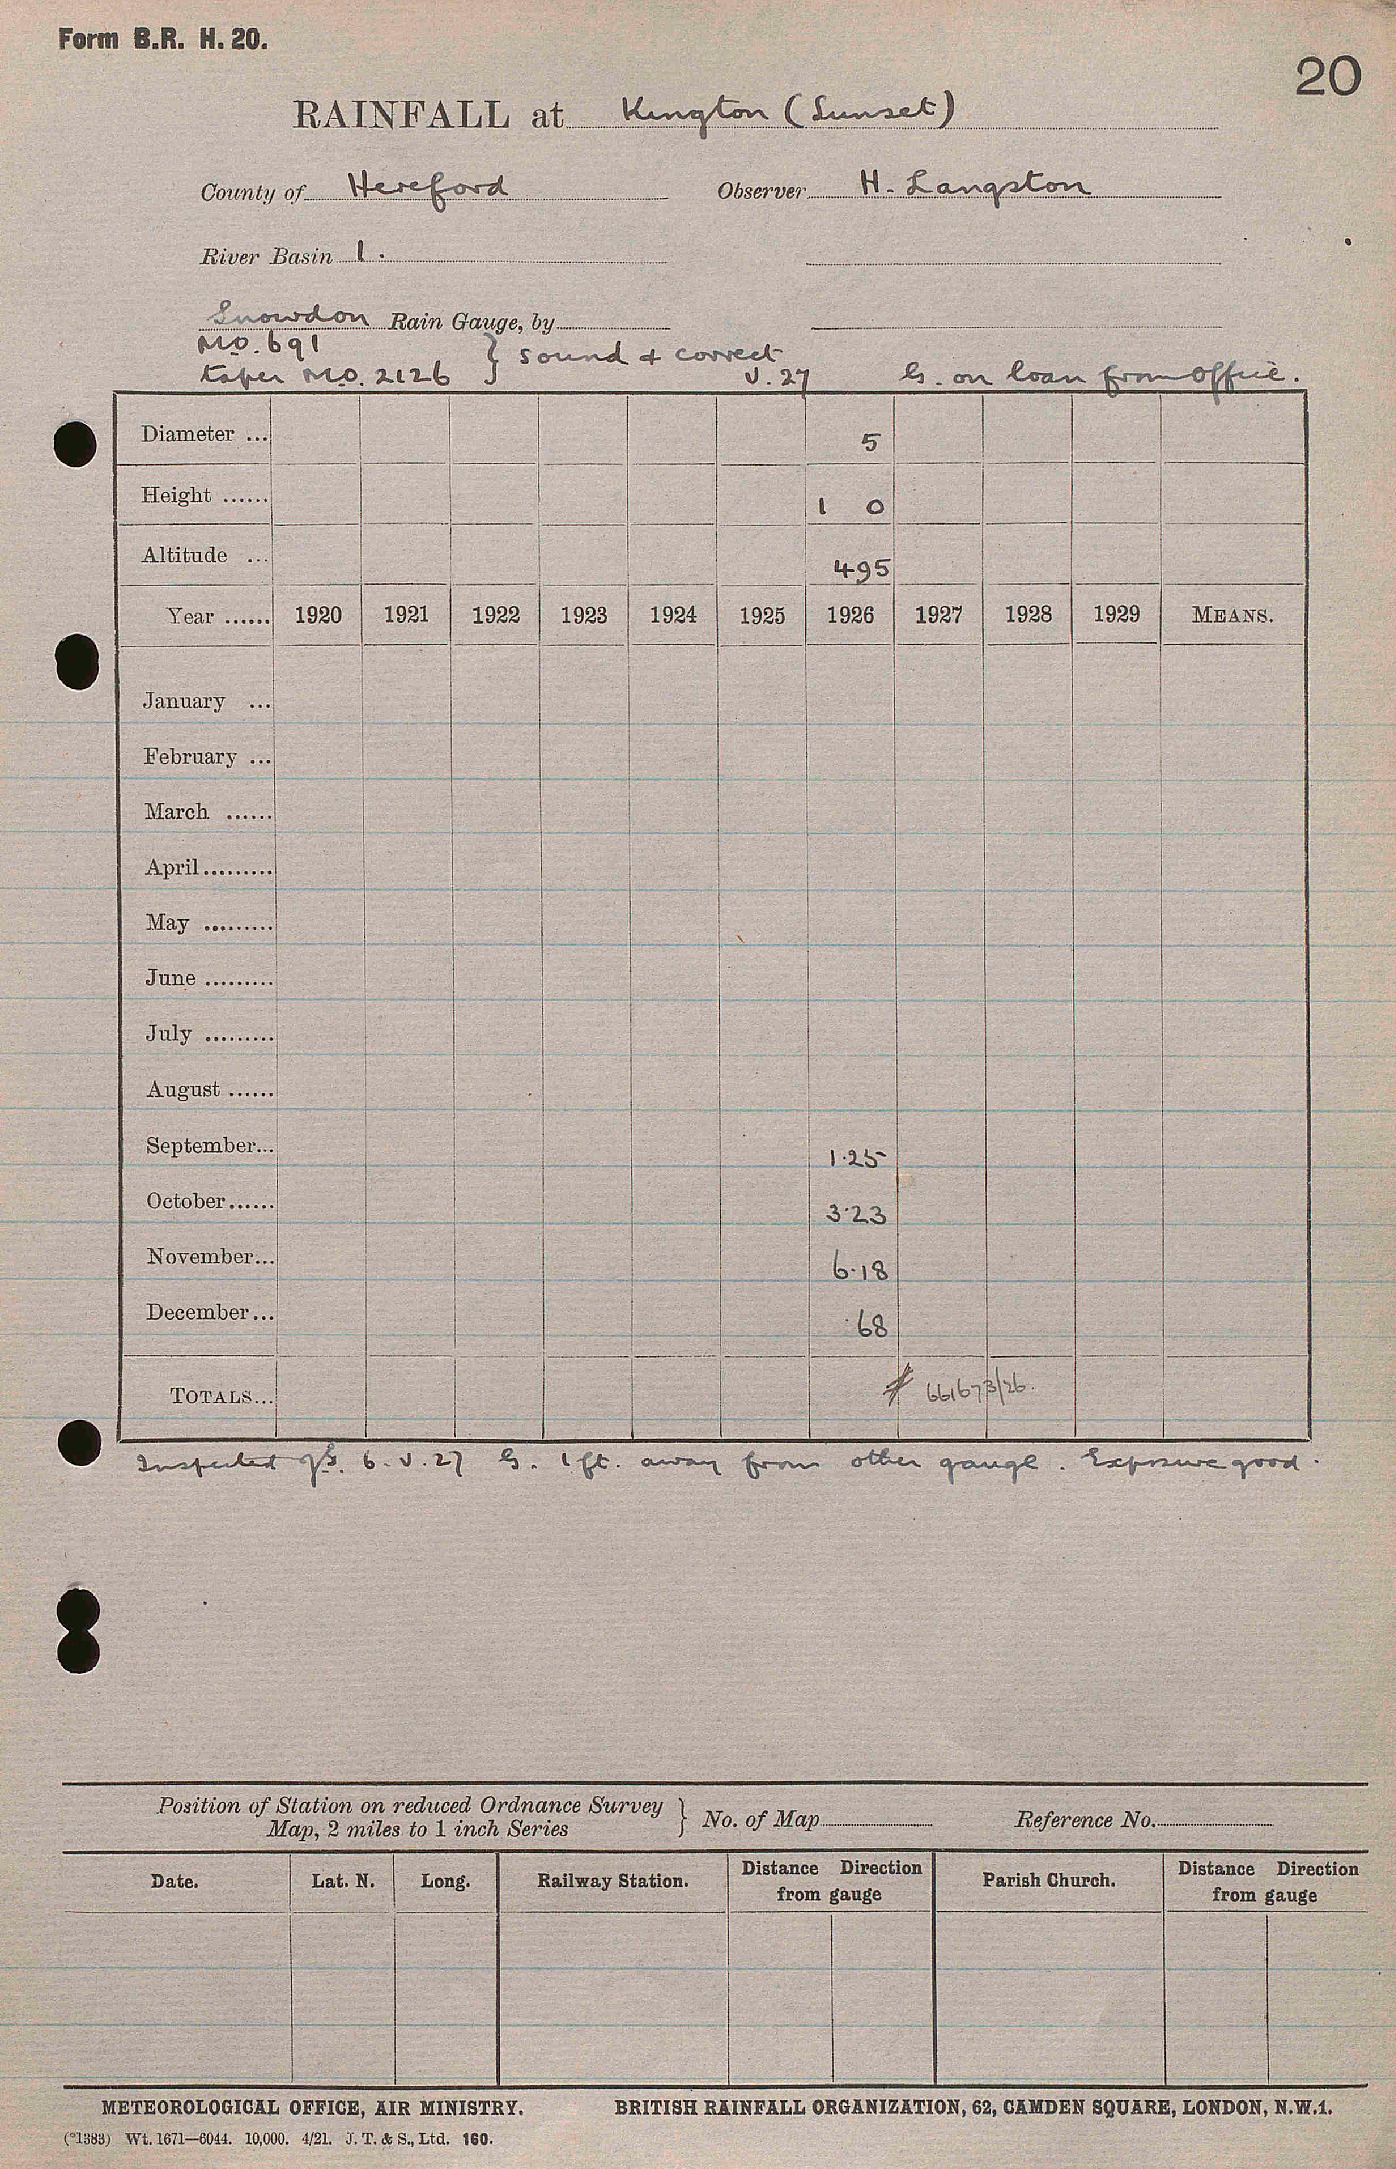 Form B.R. H. 20.
20
RAINFALL at Kington (Sunset)
County of Hereford Observer H. Langston
River Basin 1.
Snowdon Rain Gauge, by
M.O. 691
taper M.O. 2126 } sound & correct V.27 G. on loan from office.
Diameter ... 5
Height ...... 1 0
Altitude ... 495
Year ...... 1920 1921 1922 1923 1924 1925 1926 1927 1928 1929 MEANS.
January ...
February ...
March ......
April.........
May .........
June .........
July .........
August ......
September... 1.25
October...... 3.23
November... 6.18
December... .68
TOTALS... 661673/26.
Inspected 6.V.27 G. 1 ft. away from other gauge. Exposure good.
Position of Station on reduced Ordnance Survey
Map, 2 miles to 1 inch Series } No. of Map Reference No.
Date. Lat. N. Long. Railway Station. Distance Direction from gauge Parish Church. Distance Direction from gauge
METEOROLOGICAL OFFICE, AIR MINISTRY. BRITISH RAINFALL ORGANIZATION, 62, CAMDEN SQUARE, LONDON, N.W.1.
(*1383) Wt. 1671—6044. 10,000. 4/21. J. T. & S., Ltd. 160.